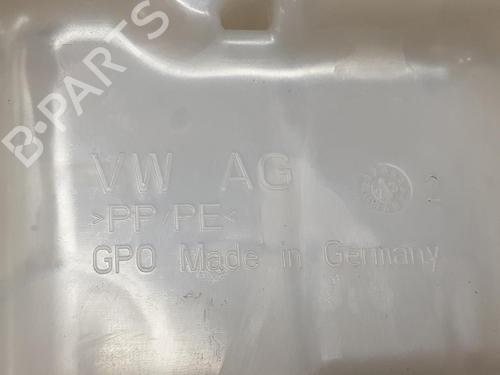 B-PARTS
VW AG
2
>PP/PE<
GPO Made in Germany